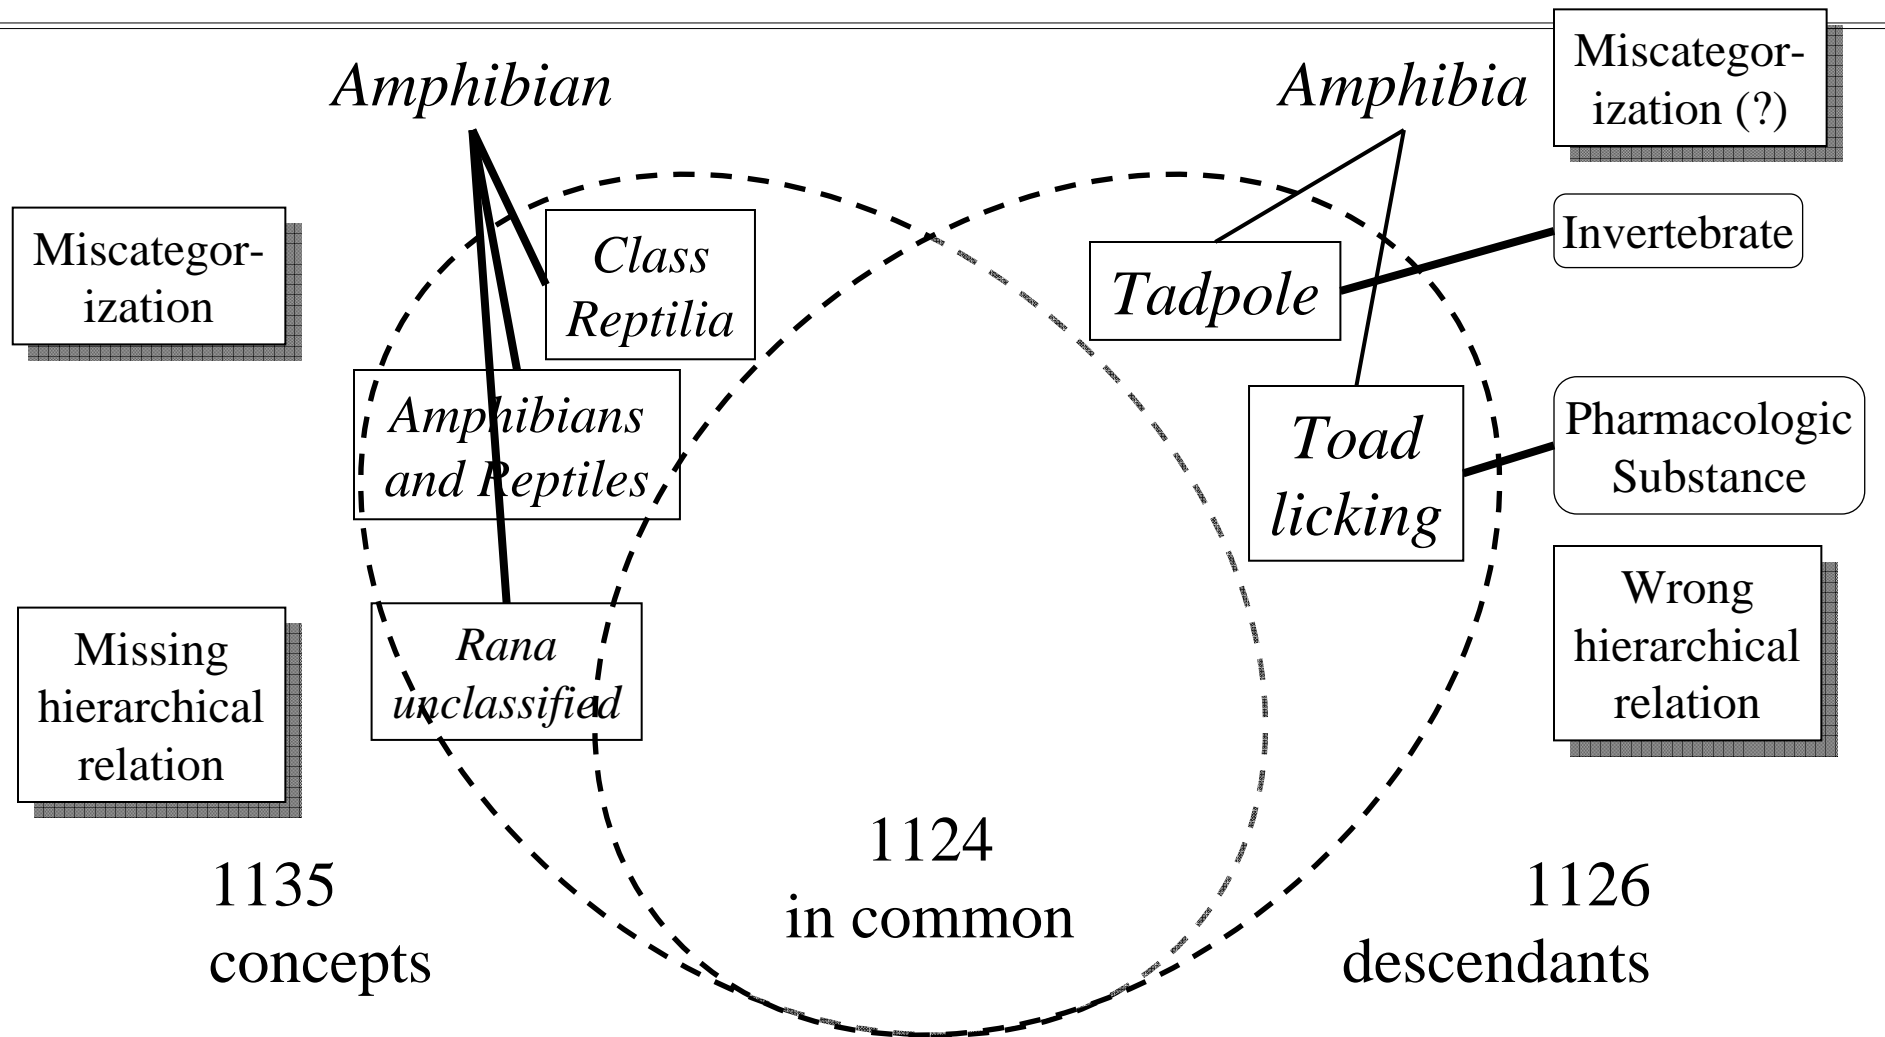 Amphibian
Amphibia
Miscategor-
ization (?)
Miscategor-
ization
Class
Reptilia
Tadpole
Invertebrate
Amphibians
and Reptiles
Toad
licking
Pharmacologic
Substance
Missing
hierarchical
relation
Rana
unclassified
Wrong
hierarchical
relation
1135
concepts
1124
in common
1126
descendants